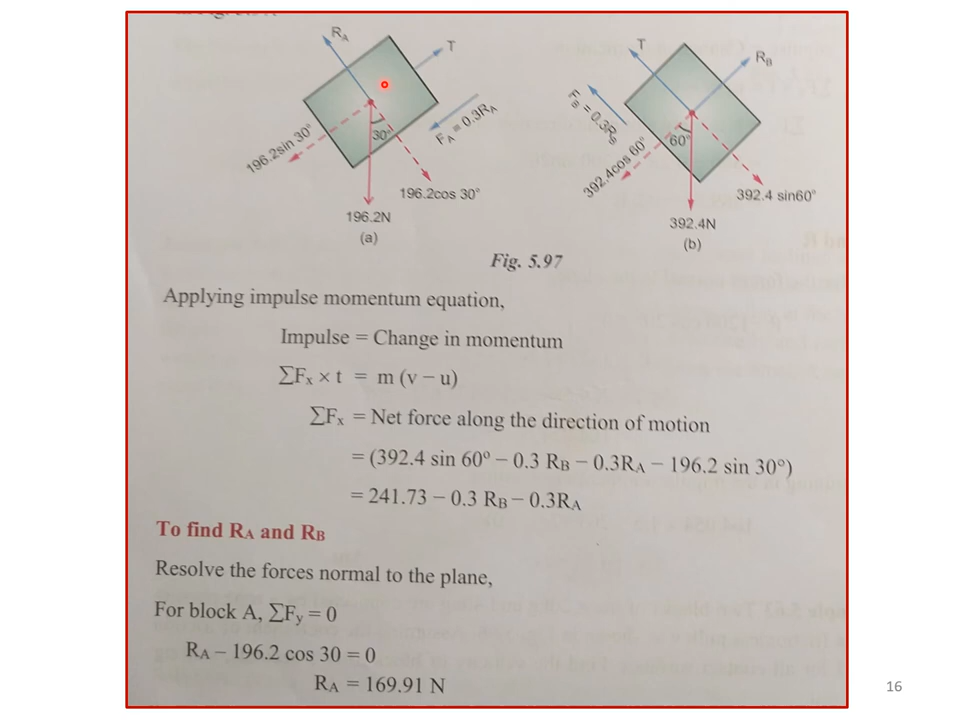 RA
T
30°
FA = 0.3RA
196.2sin 30°
196.2cos 30°
196.2N
(a)
T
RB
FB = 0.3RB
60°
392.4cos 60°
392.4 sin60°
392.4N
(b)
Fig. 5.97
Applying impulse momentum equation,
Impulse = Change in momentum
∑Fx × t = m (v − u)
∑Fx = Net force along the direction of motion
= (392.4 sin 60° − 0.3 RB − 0.3RA − 196.2 sin 30°)
= 241.73 − 0.3 RB − 0.3RA
To find RA and RB
Resolve the forces normal to the plane,
For block A, ∑Fy = 0
RA − 196.2 cos 30 = 0
RA = 169.91 N
16